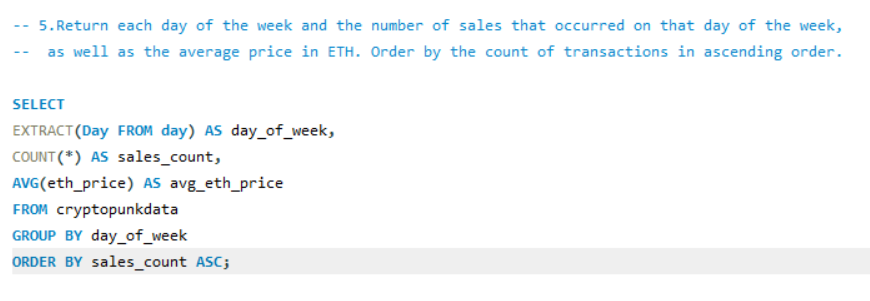 -- 5.Return each day of the week and the number of sales that occurred on that day of the week,
--  as well as the average price in ETH. Order by the count of transactions in ascending order.
SELECT
EXTRACT(Day FROM day) AS day_of_week,
COUNT(*) AS sales_count,
AVG(eth_price) AS avg_eth_price
FROM cryptopunkdata
GROUP BY day_of_week
ORDER BY sales_count ASC;